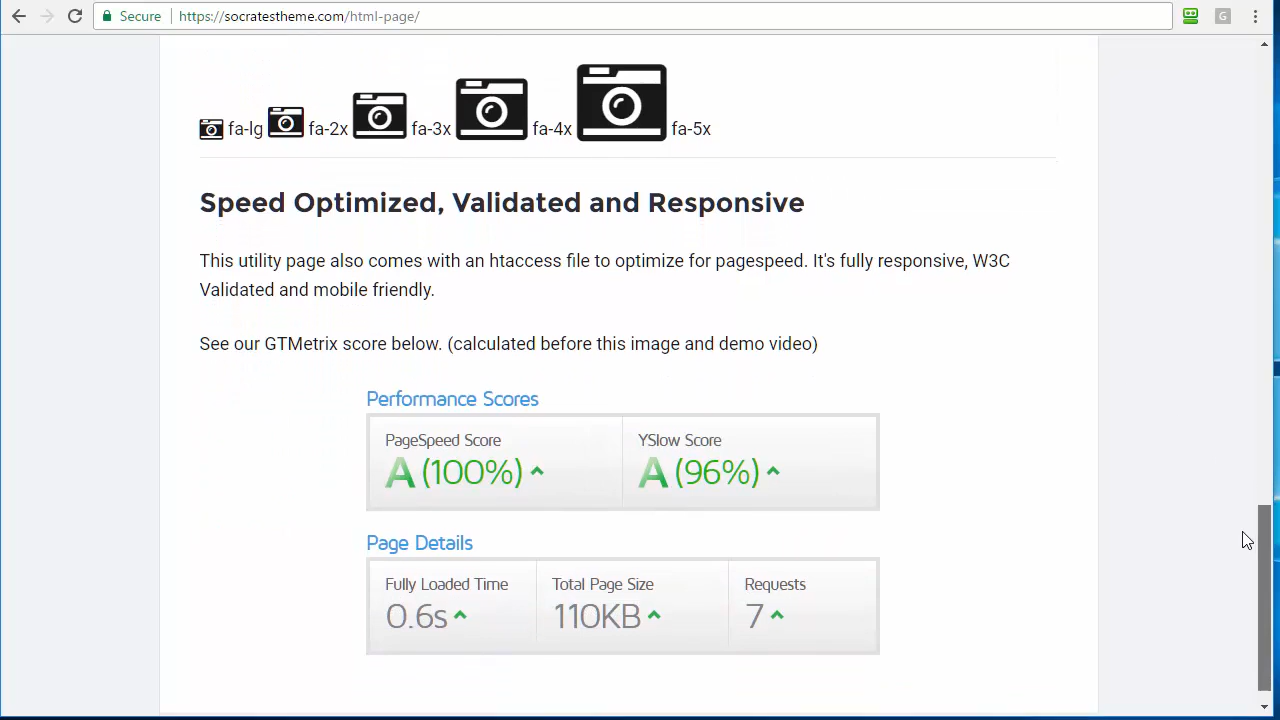 Secure https://socratestheme.com/html-page/
G
fa-lg fa-2x fa-3x fa-4x fa-5x
Speed Optimized, Validated and Responsive
This utility page also comes with an htaccess file to optimize for pagespeed. It's fully responsive, W3C
Validated and mobile friendly.
See our GTMetrix score below. (calculated before this image and demo video)
Performance Scores
PageSpeed Score YSlow Score
A (100%) A (96%)
Page Details
Fully Loaded Time Total Page Size Requests
0.6s 110KB 7